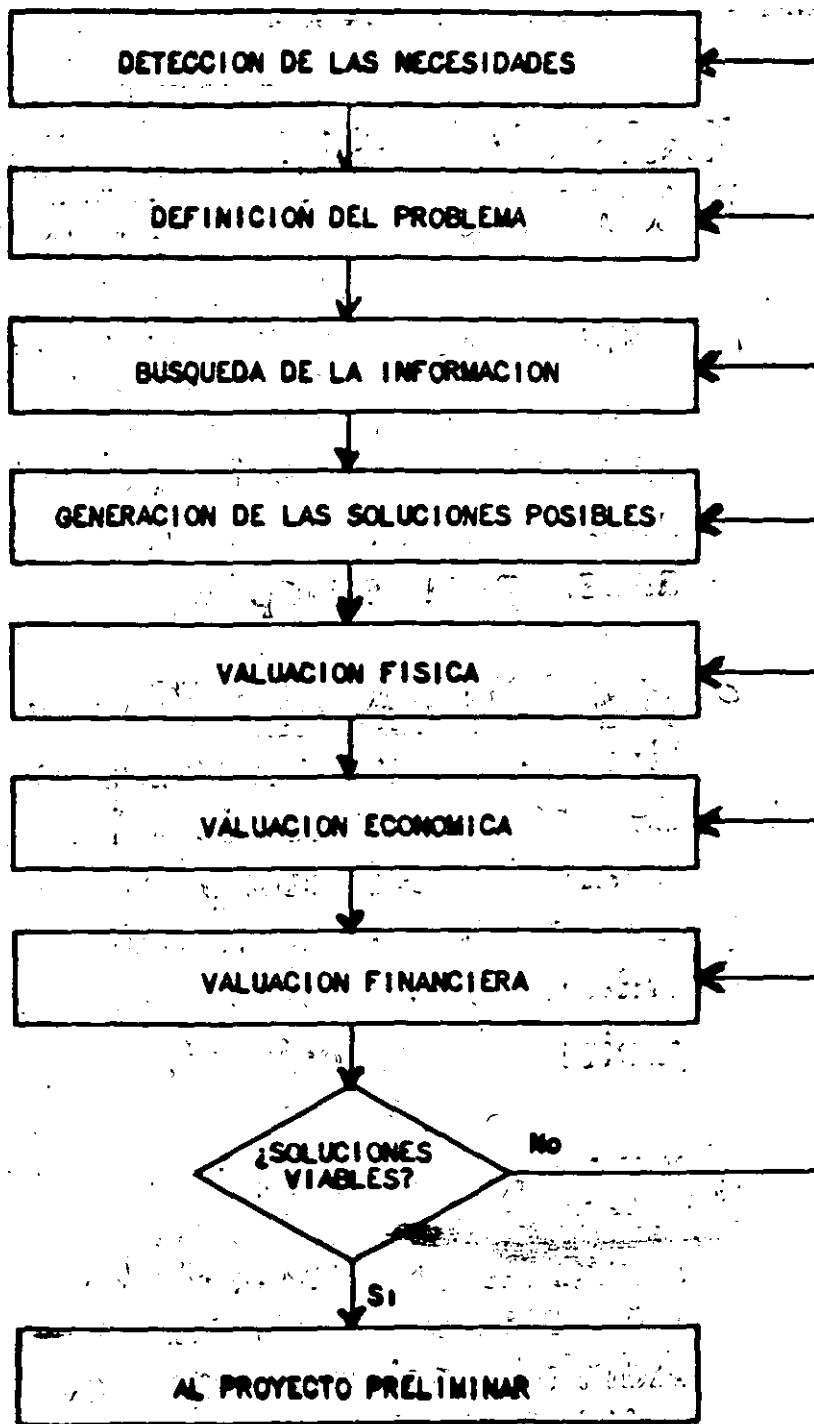 DETECCION DE LAS NECESIDADES
DEFINICION DEL PROBLEMA
BUSQUEDA DE LA INFORMACION
GENERACION DE LAS SOLUCIONES POSIBLES
VALUACION FISICA
VALUACION ECONOMICA
VALUACION FINANCIERA
¿SOLUCIONES
VIABLES?
No
Si
AL PROYECTO PRELIMINAR